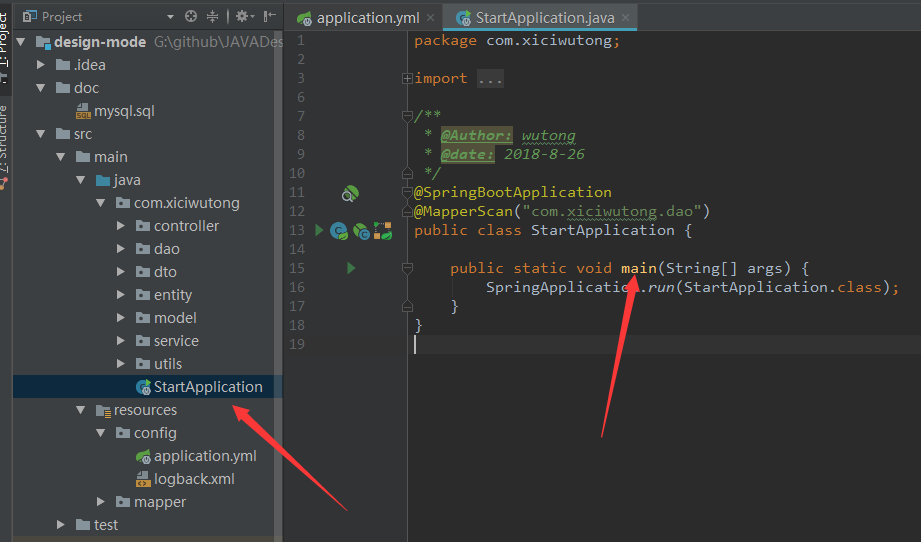 Project
application.yml
StartApplication.java
1: Project
7: Structure
design-mode G:\github\JAVADes
.idea
doc
mysql.sql
src
main
java
com.xiciwutong
controller
dao
dto
entity
model
service
utils
StartApplication
resources
config
application.yml
logback.xml
mapper
test
1 package com.xiciwutong;
2
3 import ...
6
7 /**
8 * @Author: wutong
9 * @date: 2018-8-26
10 */
11 @SpringBootApplication
12 @MapperScan("com.xiciwutong.dao")
13 public class StartApplication {
14
15 public static void main(String[] args) {
16 SpringApplication.run(StartApplication.class);
17 }
18 }
19